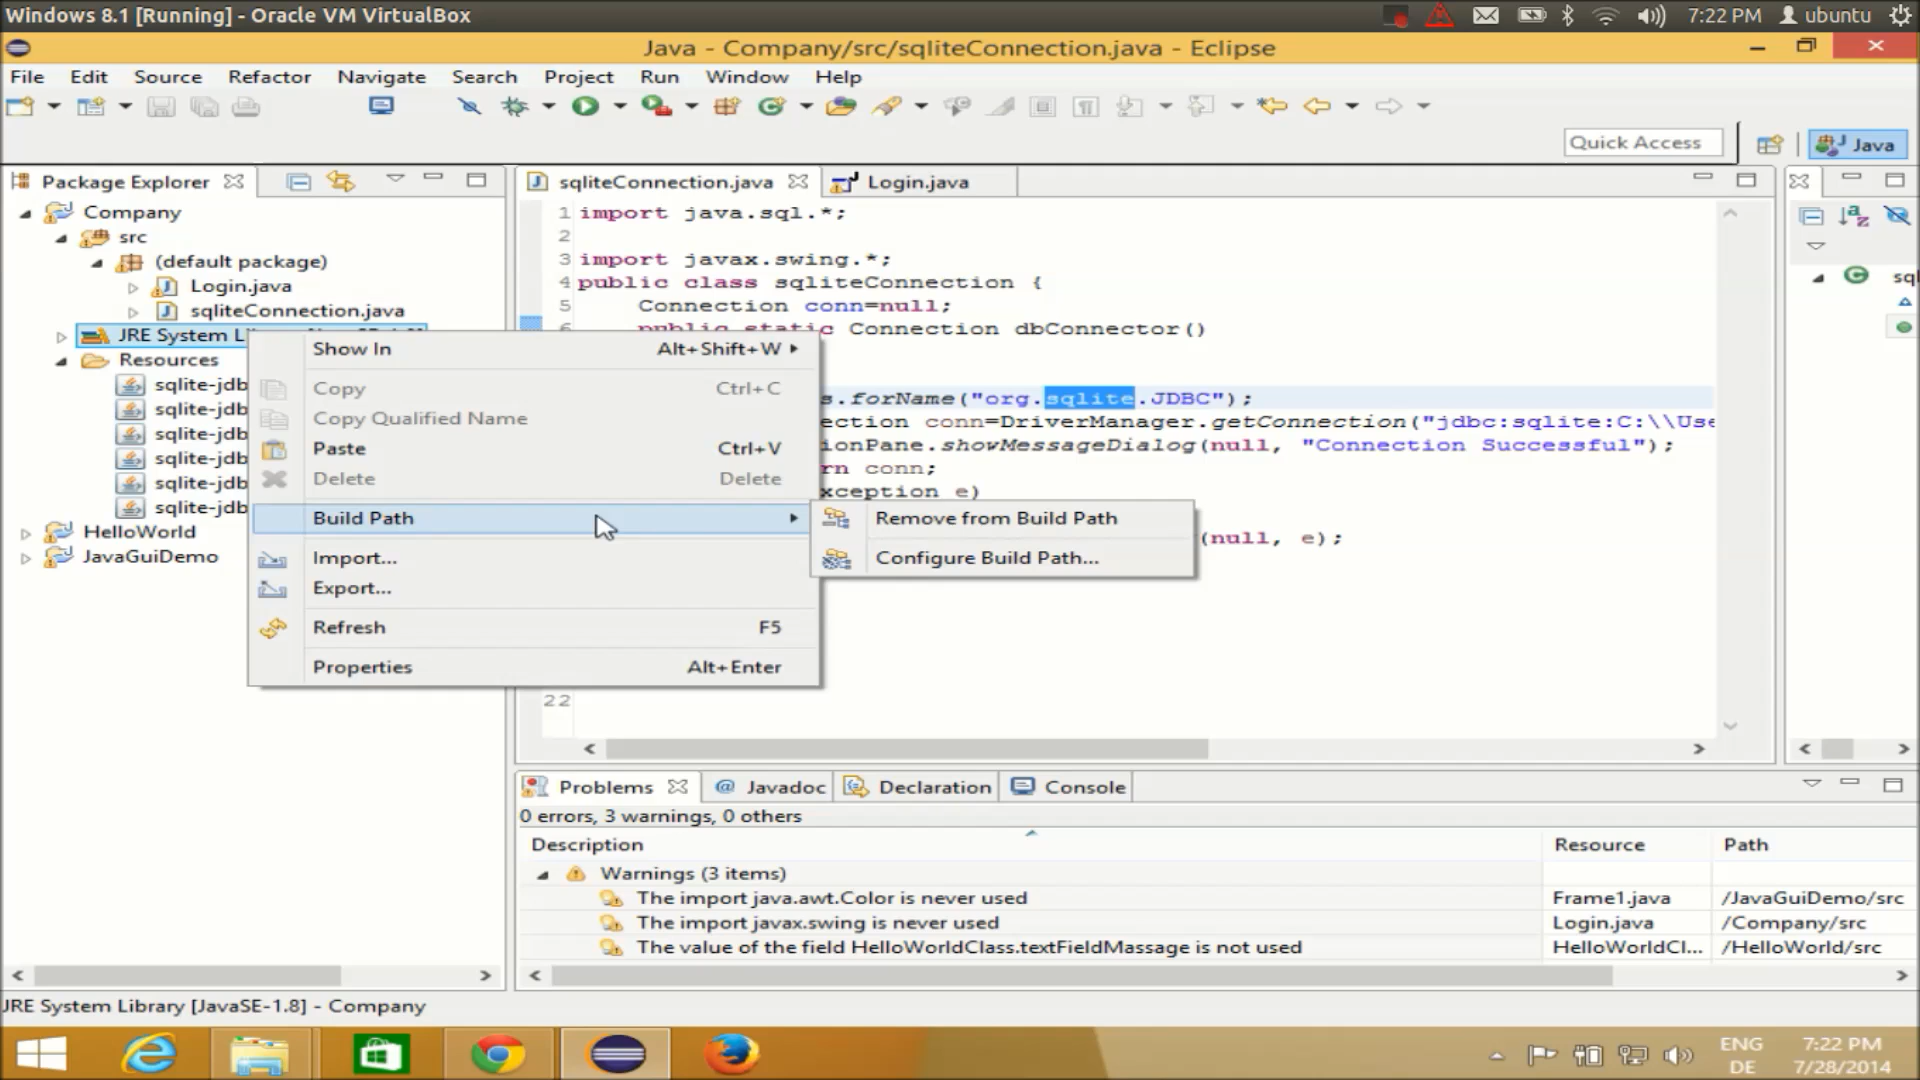 Windows 8.1 [Running] - Oracle VM VirtualBox
7:22 PM ubuntu
Java - Company/src/sqliteConnection.java - Eclipse
File Edit Source Refactor Navigate Search Project Run Window Help
Quick Access
Java
Package Explorer
sqliteConnection.java
Login.java
Company
src
(default package)
Login.java
sqliteConnection.java
JRE System L
Resources
sqlite-jdb
sqlite-jdb
sqlite-jdb
sqlite-jdb
sqlite-jdb
sqlite-jdb
HelloWorld
JavaGuiDemo
1 import java.sql.*;
2
3 import javax.swing.*;
4 public class sqliteConnection {
5 Connection conn=null;
6 public static Connection dbConnector()
s.forName("org.sqlite.JDBC");
ection conn=DriverManager.getConnection("jdbc:sqlite:C:\\Use
ionPane.showMessageDialog(null, "Connection Successful");
rn conn;
xception e)
(null, e);
22
Show In Alt+Shift+W
Copy Ctrl+C
Copy Qualified Name
Paste Ctrl+V
Delete Delete
Build Path
Import...
Export...
Refresh F5
Properties Alt+Enter
Remove from Build Path
Configure Build Path...
sql
Problems @ Javadoc Declaration Console
0 errors, 3 warnings, 0 others
Description Resource Path
Warnings (3 items)
The import java.awt.Color is never used Frame1.java /JavaGuiDemo/src
The import javax.swing is never used Login.java /Company/src
The value of the field HelloWorldClass.textFieldMassage is not used HelloWorldCl... /HelloWorld/src
JRE System Library [JavaSE-1.8] - Company
ENG 7:22 PM
DE 7/28/2014